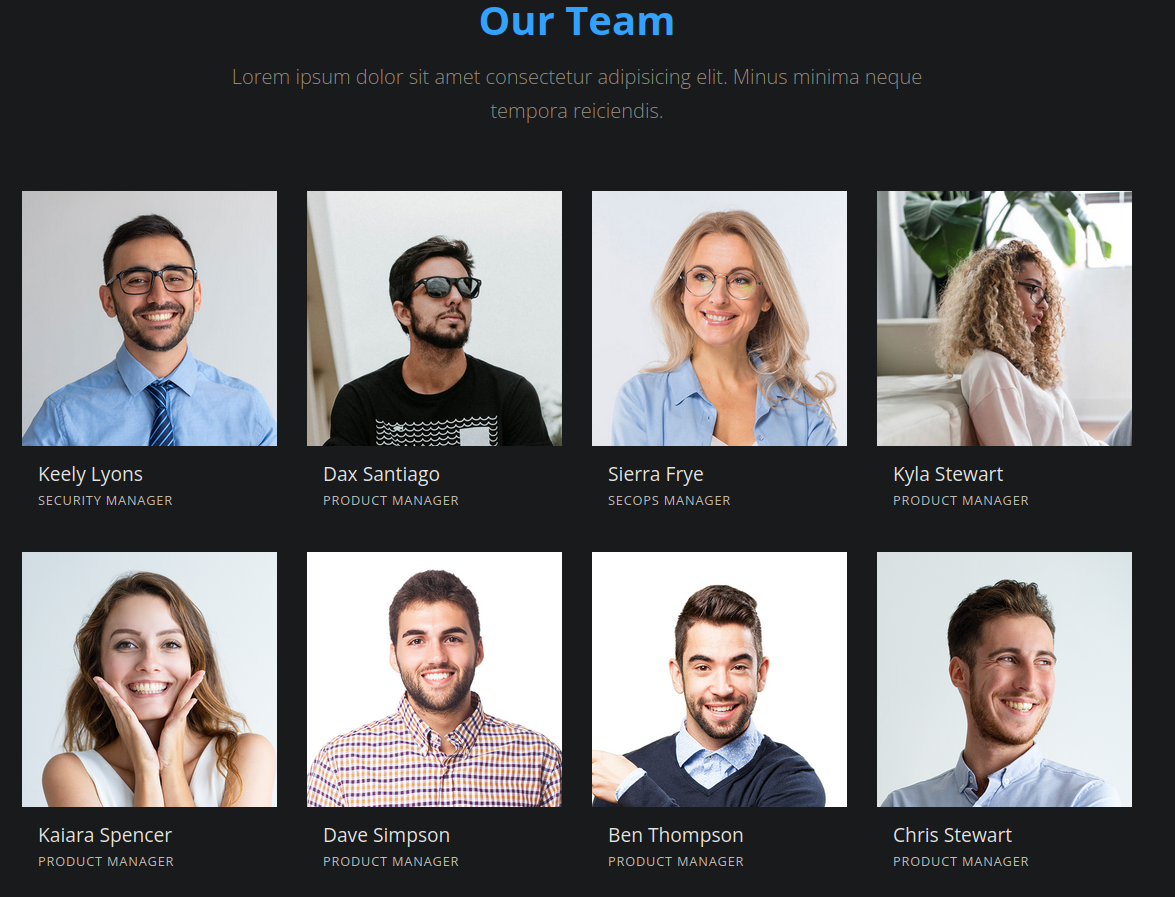 Our Team
Lorem ipsum dolor sit amet consectetur adipisicing elit. Minus minima neque
tempora reiciendis.
Keely Lyons
SECURITY MANAGER
Dax Santiago
PRODUCT MANAGER
Sierra Frye
SECOPS MANAGER
Kyla Stewart
PRODUCT MANAGER
Kaiara Spencer
PRODUCT MANAGER
Dave Simpson
PRODUCT MANAGER
Ben Thompson
PRODUCT MANAGER
Chris Stewart
PRODUCT MANAGER